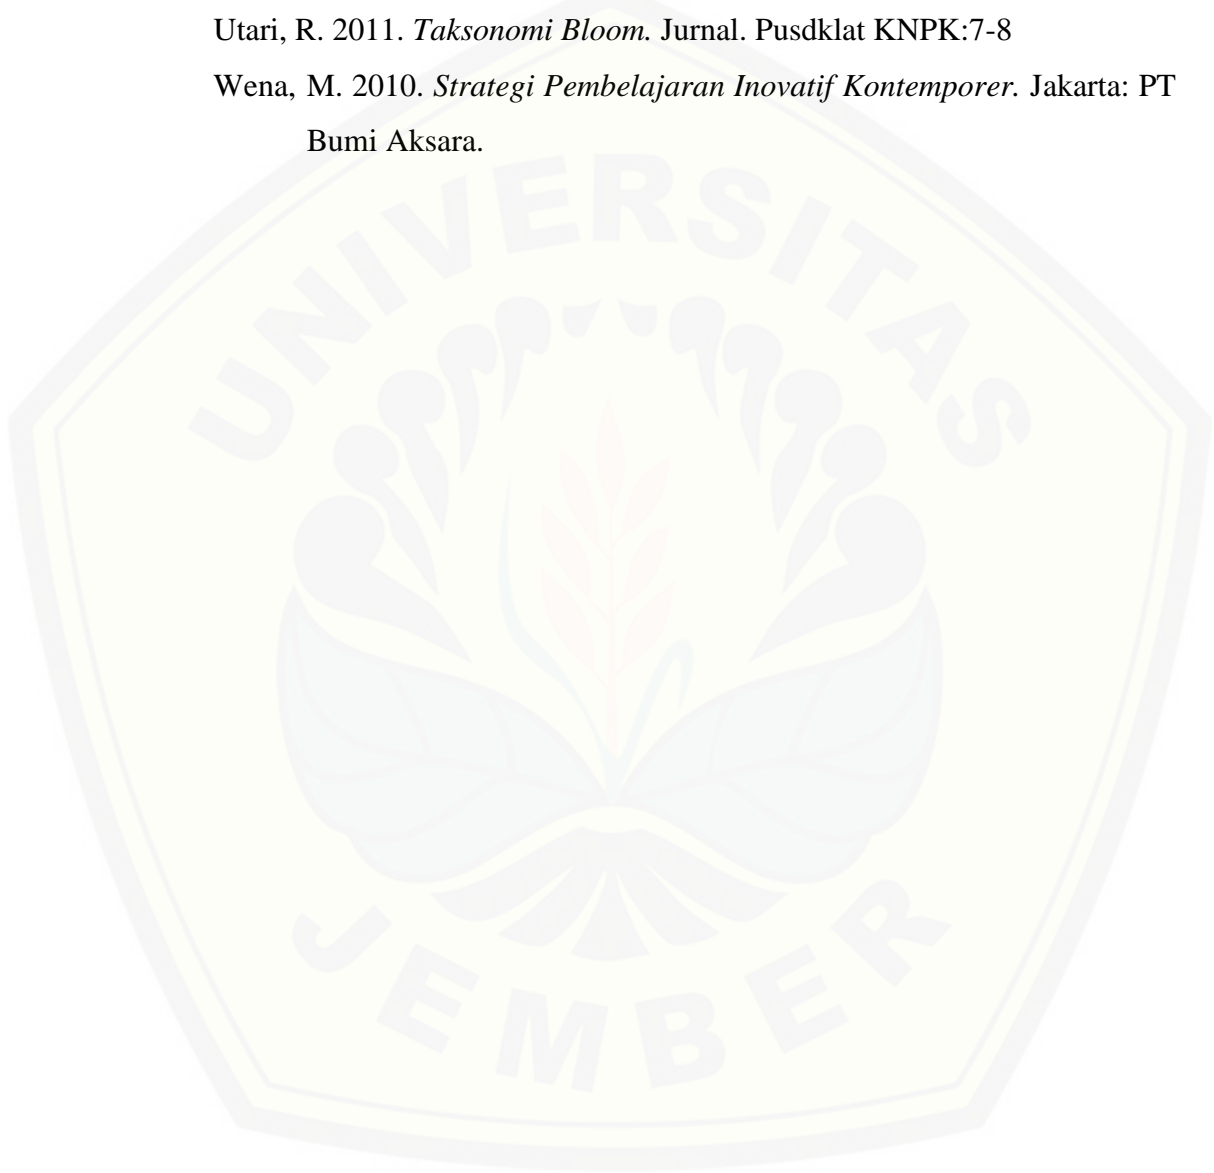 Utari, R. 2011. Taksonomi Bloom. Jurnal. Pusdklat KNPK:7-8
Wena, M. 2010. Strategi Pembelajaran Inovatif Kontemporer. Jakarta: PT
Bumi Aksara.
UNIVERSITAS
JEMBER